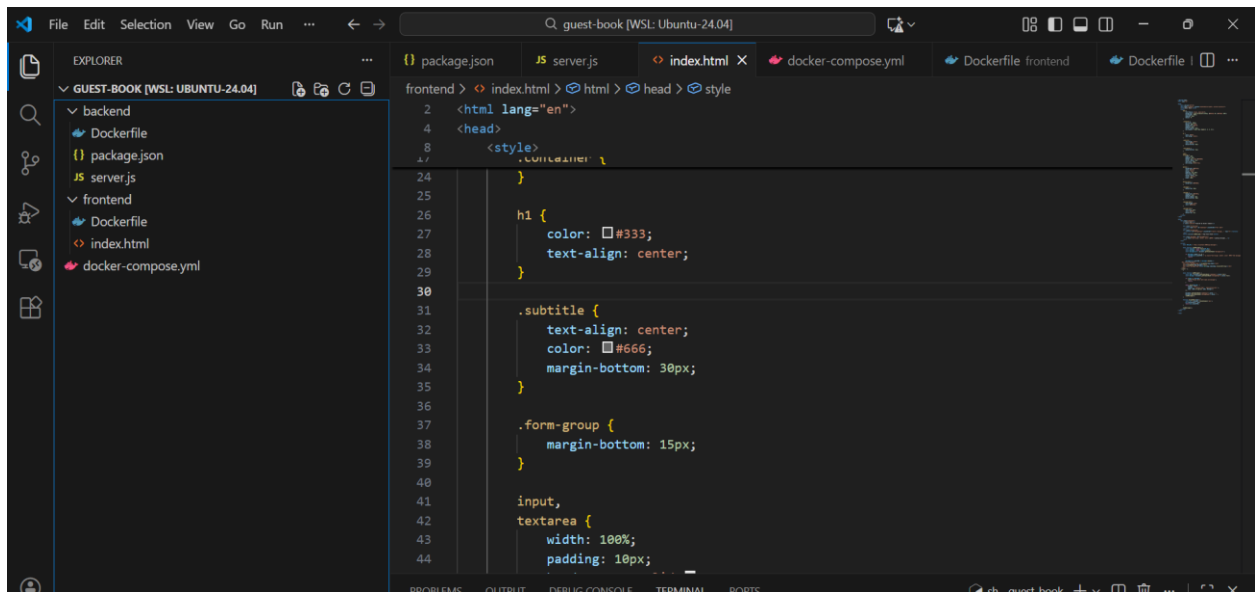 File Edit Selection View Go Run ··· guest-book [WSL: Ubuntu-24.04]
EXPLORER ···
GUEST-BOOK [WSL: UBUNTU-24.04]
backend
Dockerfile
{} package.json
JS server.js
frontend
Dockerfile
<> index.html
docker-compose.yml
{} package.json JS server.js <> index.html docker-compose.yml Dockerfile frontend Dockerfile ···
frontend > <> index.html > html > head > style
2 <html lang="en">
4 <head>
8 <style>
17 .container {
24 }
25
26 h1 {
27 color: #333;
28 text-align: center;
29 }
30
31 .subtitle {
32 text-align: center;
33 color: #666;
34 margin-bottom: 30px;
35 }
36
37 .form-group {
38 margin-bottom: 15px;
39 }
40
41 input,
42 textarea {
43 width: 100%;
44 padding: 10px;
PROBLEMS OUTPUT DEBUG CONSOLE TERMINAL PORTS sh guest-book